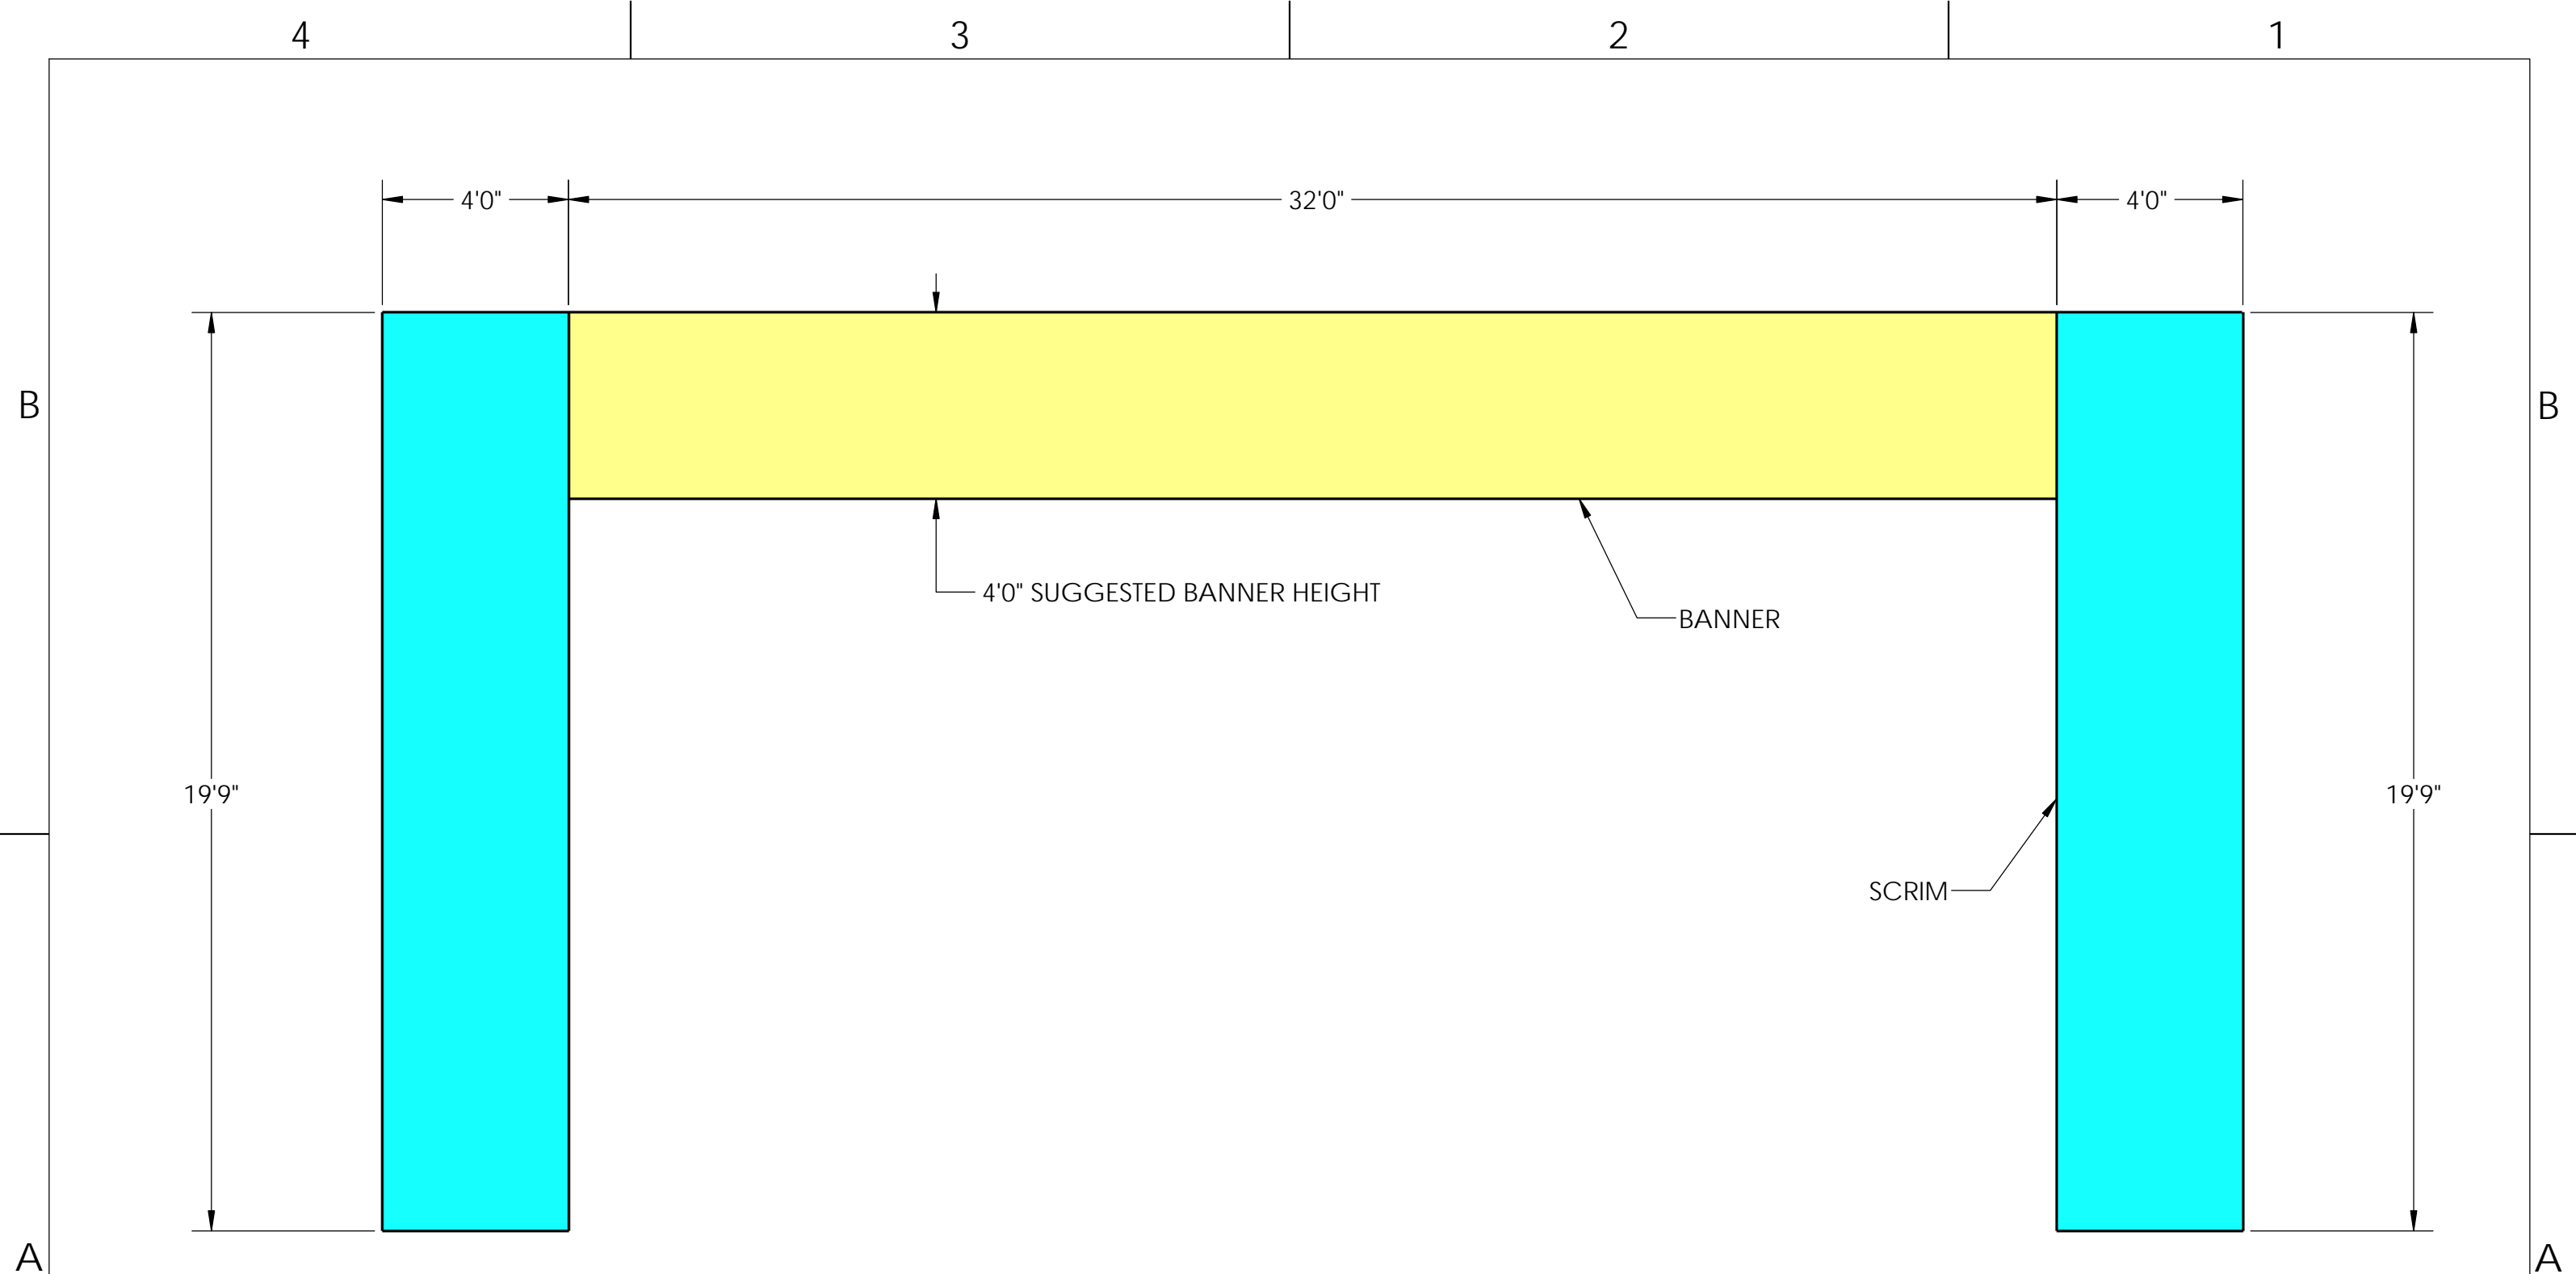 4 3 2 1
4'0" 32'0" 4'0"
B B
4'0" SUGGESTED BANNER HEIGHT
BANNER
19'9" 19'9"
SCRIM
A A